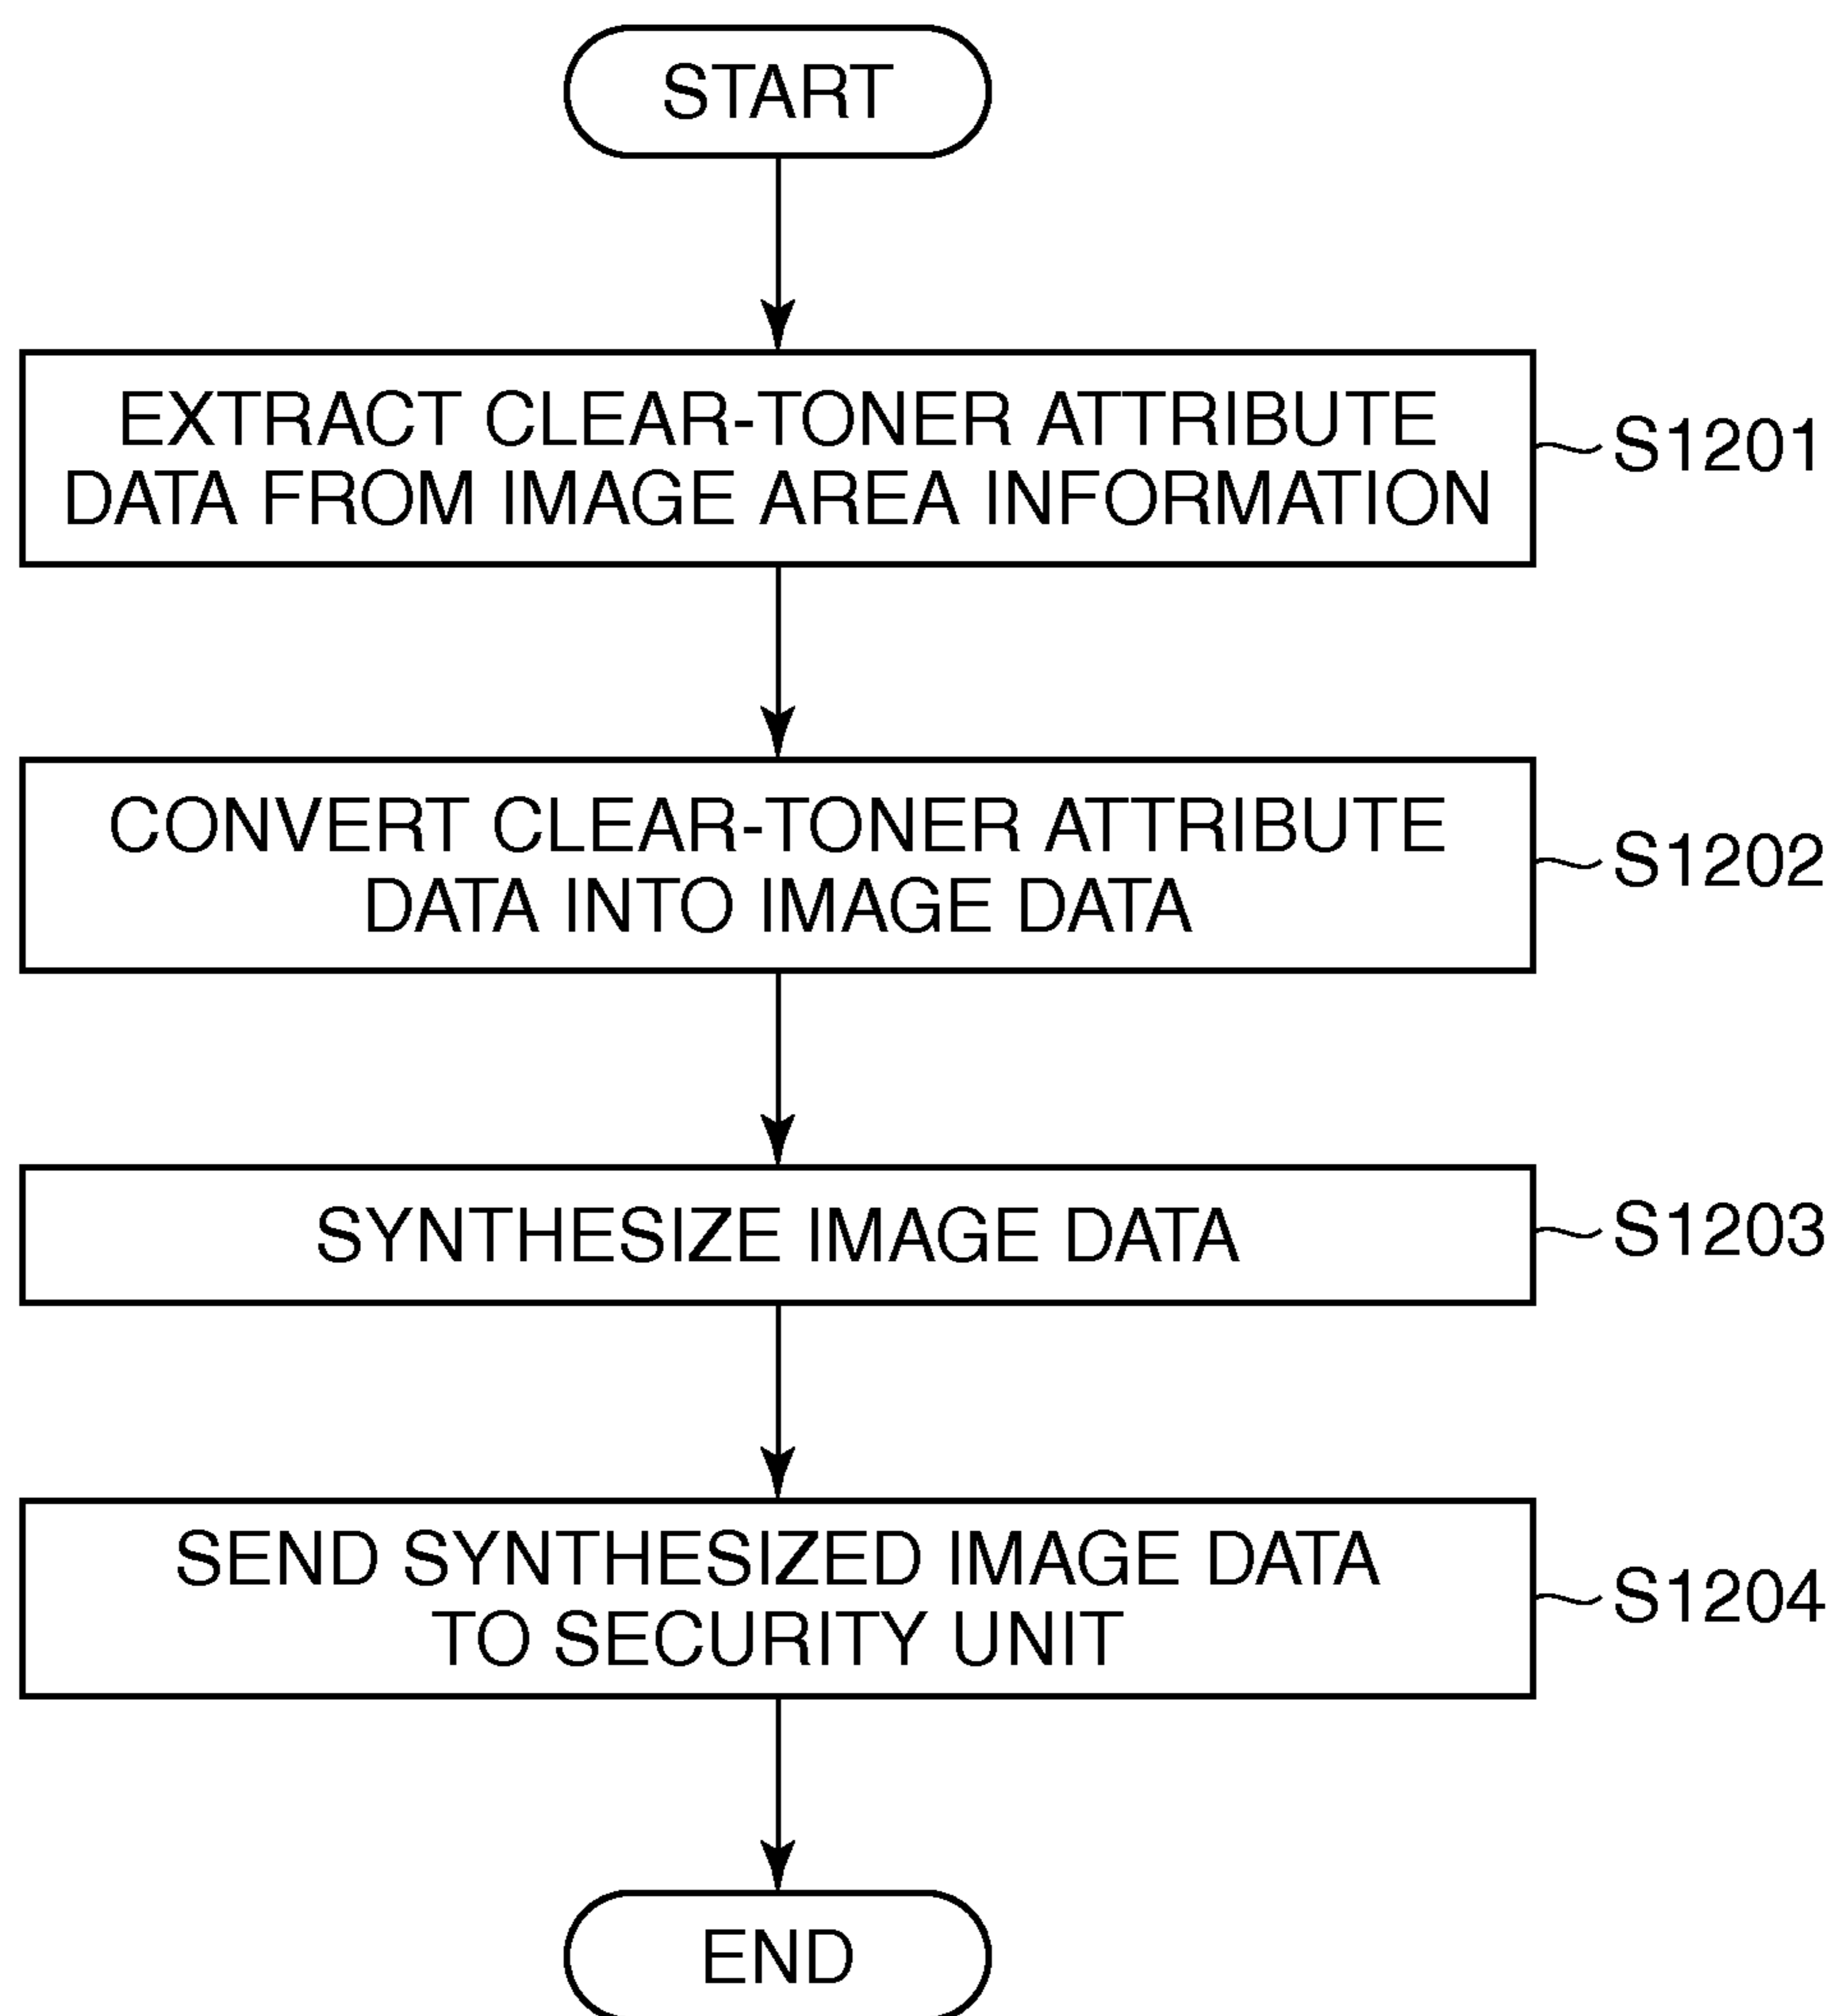 START
EXTRACT CLEAR-TONER ATTRIBUTE
DATA FROM IMAGE AREA INFORMATION
S1201
CONVERT CLEAR-TONER ATTRIBUTE
DATA INTO IMAGE DATA
S1202
SYNTHESIZE IMAGE DATA
S1203
SEND SYNTHESIZED IMAGE DATA
TO SECURITY UNIT
S1204
END